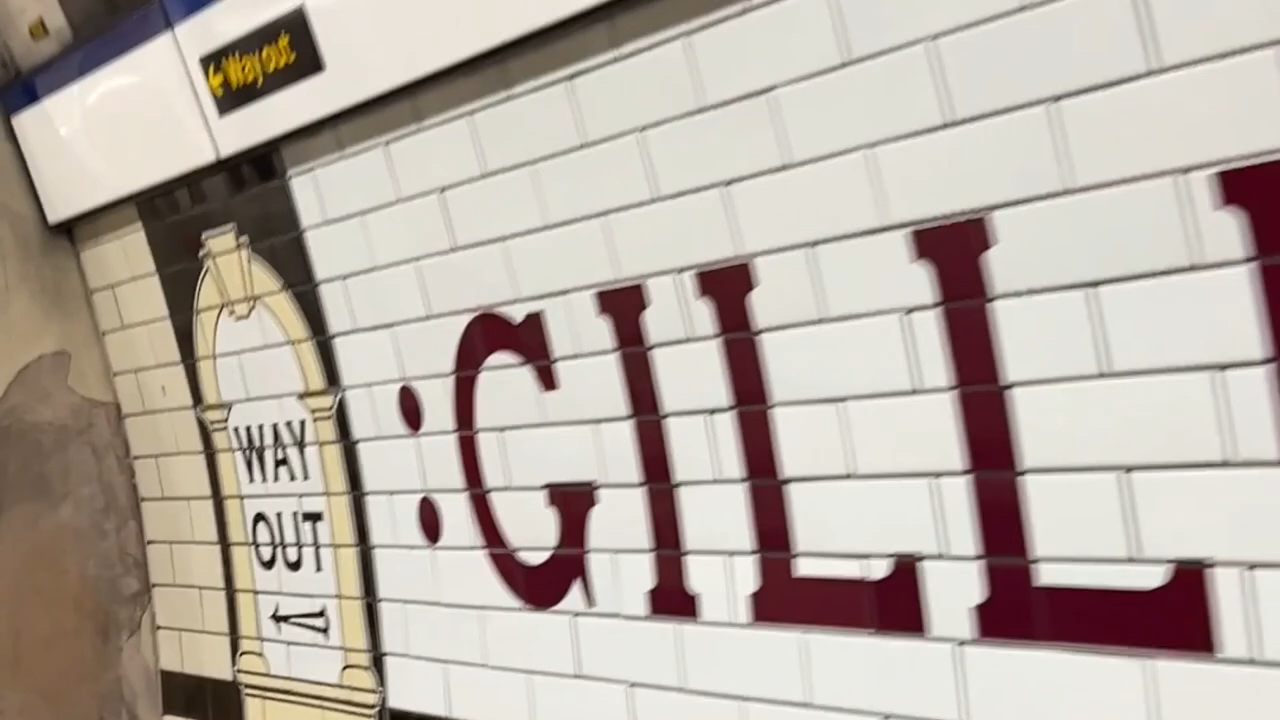 ← Way out
WAY
OUT
←
:GILL